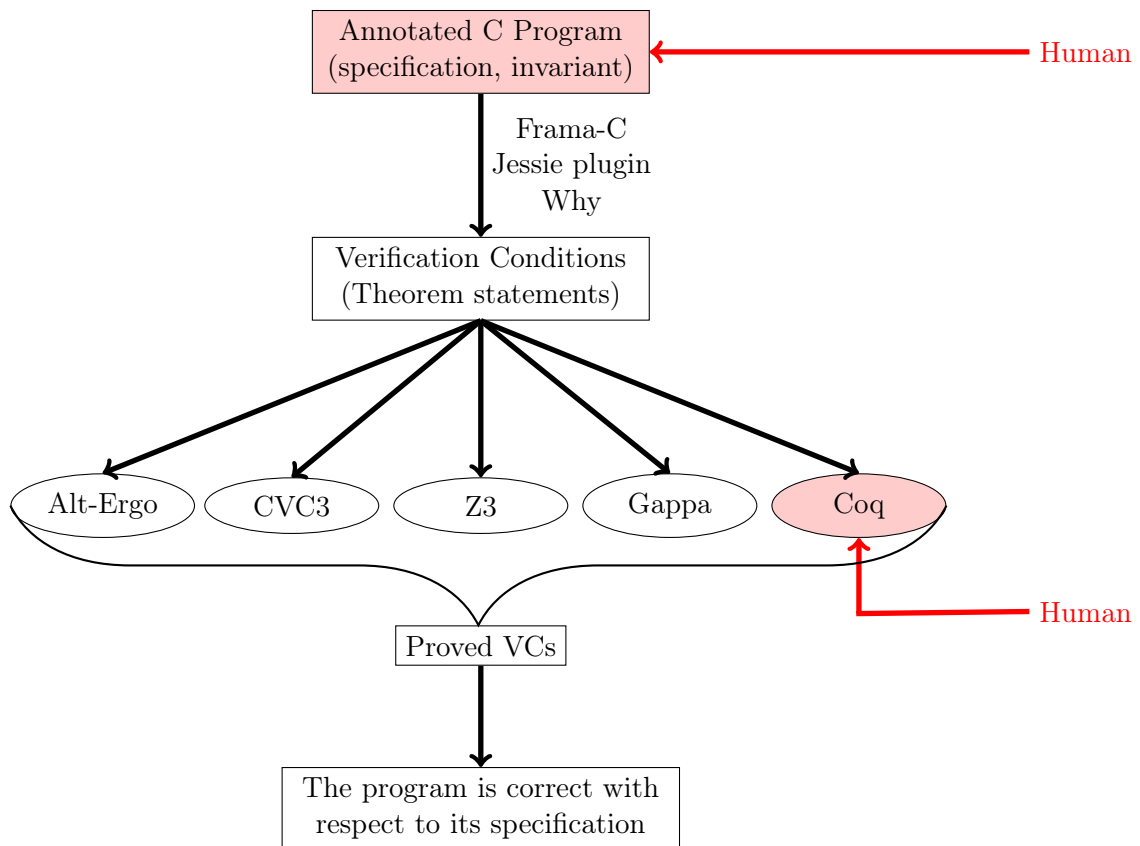 Annotated C Program
(specification, invariant)
Human
Frama-C
Jessie plugin
Why
Verification Conditions
(Theorem statements)
Alt-Ergo
CVC3
Z3
Gappa
Coq
Human
Proved VCs
The program is correct with
respect to its specification